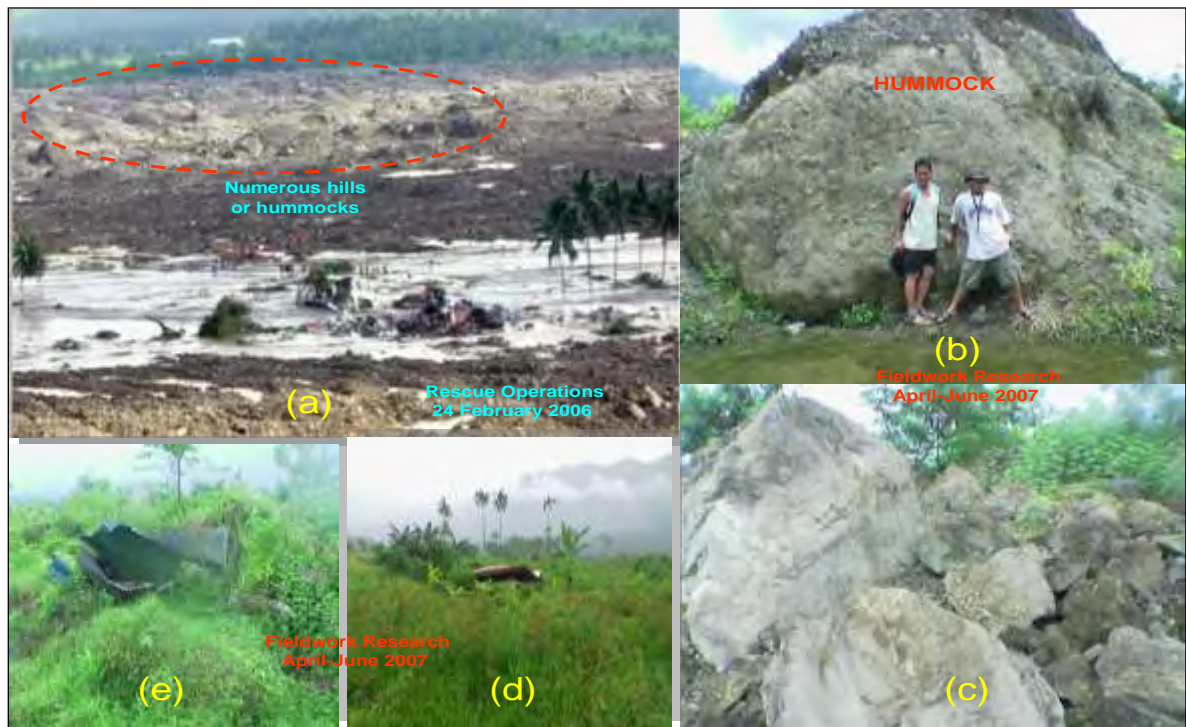 Numerous hills
or hummocks
(a)
Rescue Operations
24 February 2006
HUMMOCK
(b)
Fieldwork Research
April-June 2007
(e)
Fieldwork Research
April-June 2007
(d)
(c)